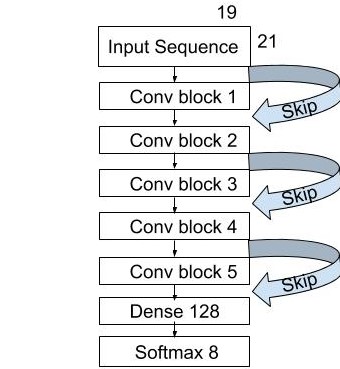 19
Input Sequence 21
Conv block 1
Skip
Conv block 2
Conv block 3
Skip
Conv block 4
Conv block 5
Skip
Dense 128
Softmax 8